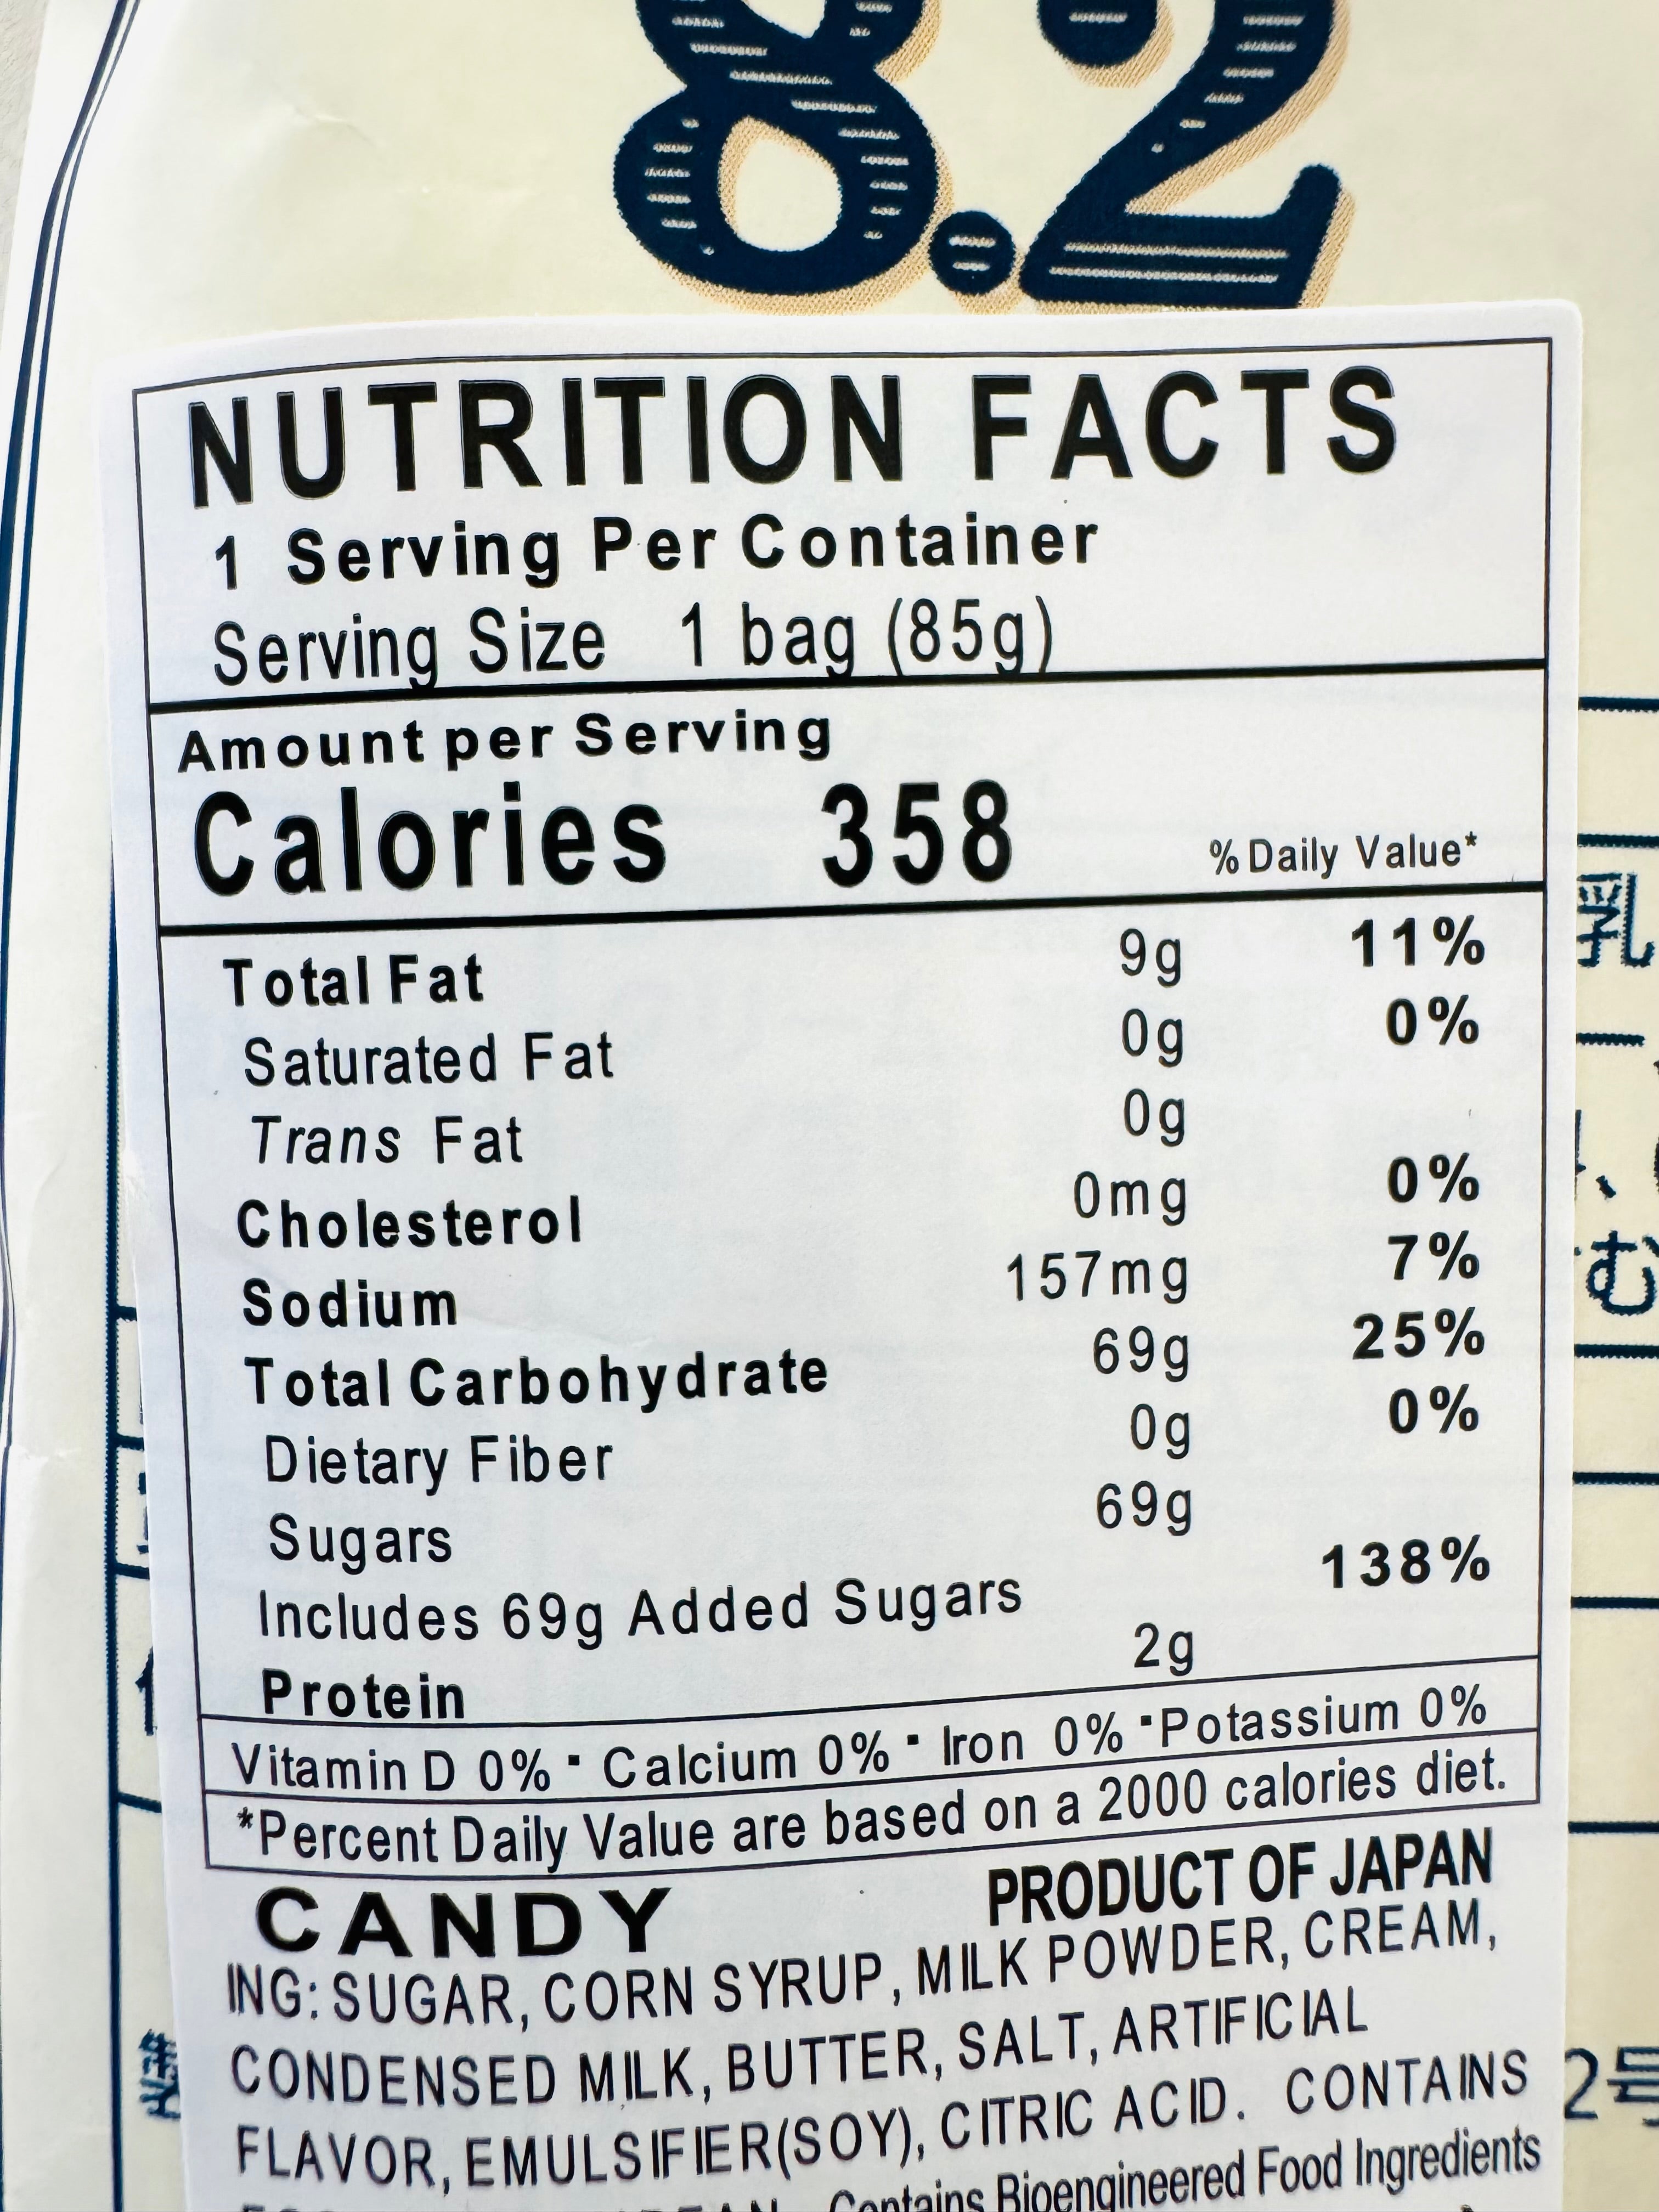 8.2
NUTRITION FACTS
1 Serving Per Container
Serving Size 1 bag (85g)
Amount per Serving
Calories 358 % Daily Value*
Total Fat 9g 11%
Saturated Fat 0g 0%
Trans Fat 0g
Cholesterol 0mg 0%
Sodium 157mg 7%
Total Carbohydrate 69g 25%
Dietary Fiber 0g 0%
Sugars 69g
Includes 69g Added Sugars 138%
Protein 2g
Vitamin D 0% ▪ Calcium 0% ▪ Iron 0% ▪Potassium 0%
*Percent Daily Value are based on a 2000 calories diet.
CANDY PRODUCT OF JAPAN
ING: SUGAR, CORN SYRUP, MILK POWDER, CREAM,
CONDENSED MILK, BUTTER, SALT, ARTIFICIAL
FLAVOR, EMULSIFIER(SOY), CITRIC ACID. CONTAINS
Contains Bioengineered Food Ingredients
乳
む
2号